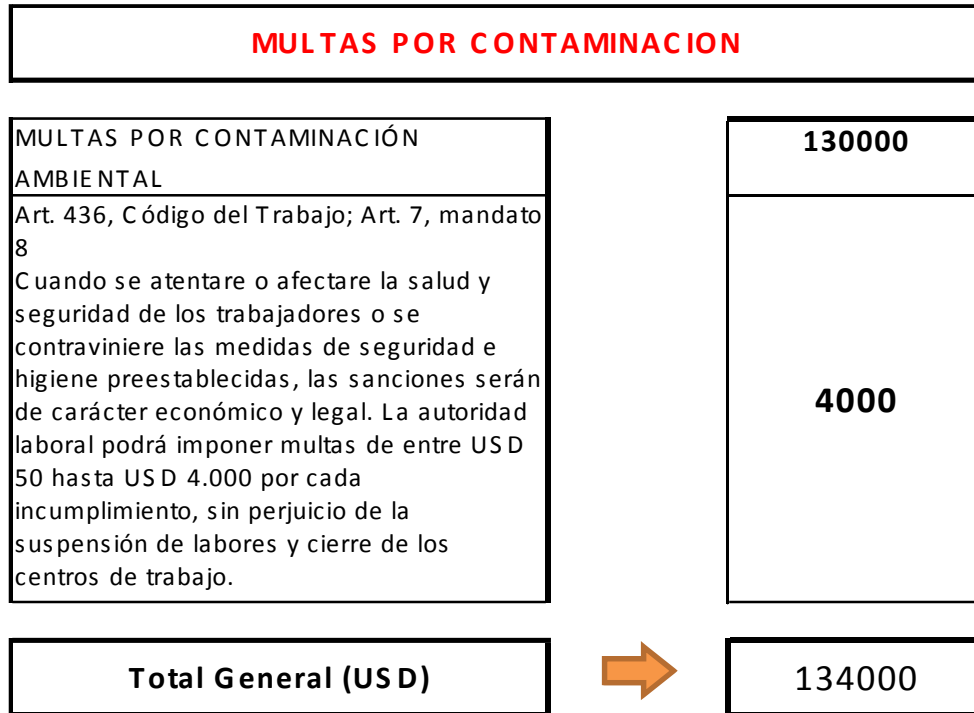 MULTAS POR CONTAMINACION
MULTAS POR CONTAMINACIÓN
AMBIENTAL
130000
Art. 436, Código del Trabajo; Art. 7, mandato
8
Cuando se atentare o afectare la salud y
seguridad de los trabajadores o se
contraviniere las medidas de seguridad e
higiene preestablecidas, las sanciones serán
de carácter económico y legal. La autoridad
laboral podrá imponer multas de entre USD
50 hasta USD 4.000 por cada
incumplimiento, sin perjuicio de la
suspensión de labores y cierre de los
centros de trabajo.
4000
Total General (USD)
134000